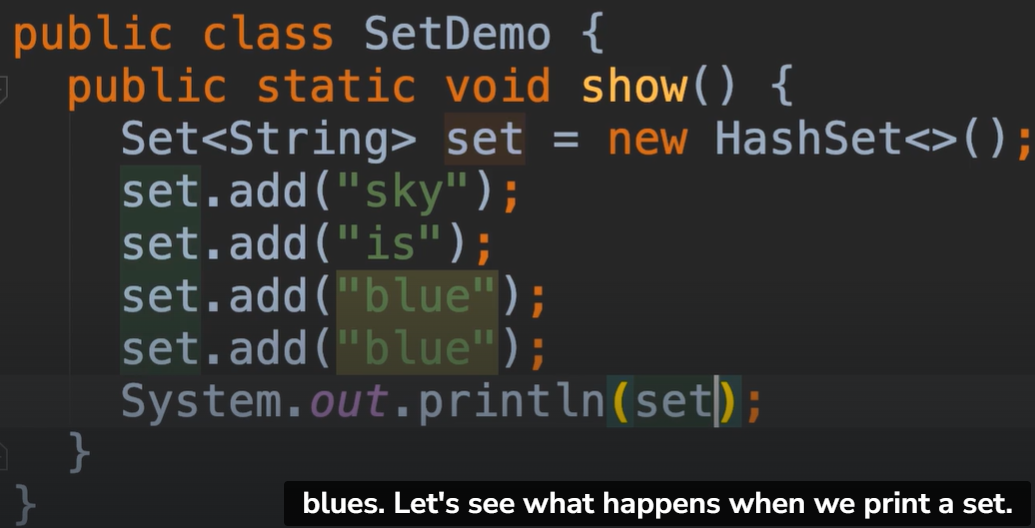 public class SetDemo {
public static void show() {
Set<String> set = new HashSet<>();
set.add("sky");
set.add("is");
set.add("blue");
set.add("blue");
System.out.println(set);
}
}
blues. Let's see what happens when we print a set.